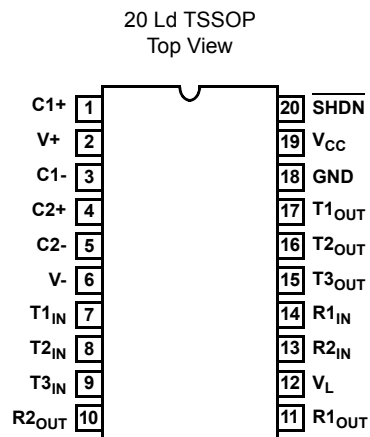 20 Ld TSSOP
Top View
C1+ 1
V+ 2
C1- 3
C2+ 4
C2- 5
V- 6
T1IN 7
T2IN 8
T3IN 9
R2OUT 10
20 SHDN
19 VCC
18 GND
17 T1OUT
16 T2OUT
15 T3OUT
14 R1IN
13 R2IN
12 VL
11 R1OUT